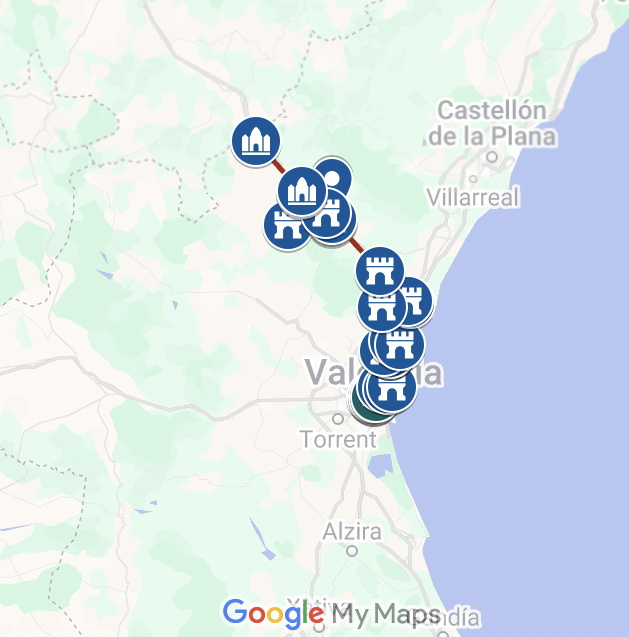 Castellón
de la Plana
Villarreal
Torrent
Alzira
Google My Maps